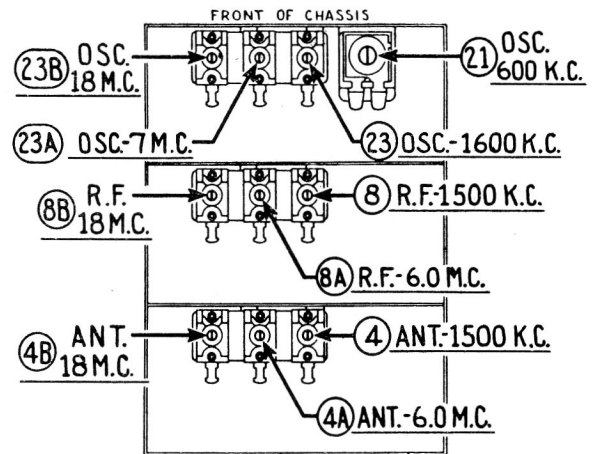 FRONT OF CHASSIS
23B OSC.
18 M.C.
21 OSC.
600 K.C.
23A OSC.-7 M.C.
23 OSC.-1600 K.C.
8B R.F.
18 M.C.
8 R.F.-1500 K.C.
8A R.F.-6.0 M.C.
4B ANT.
18 M.C.
4 ANT.-1500 K.C.
4A ANT.-6.0 M.C.